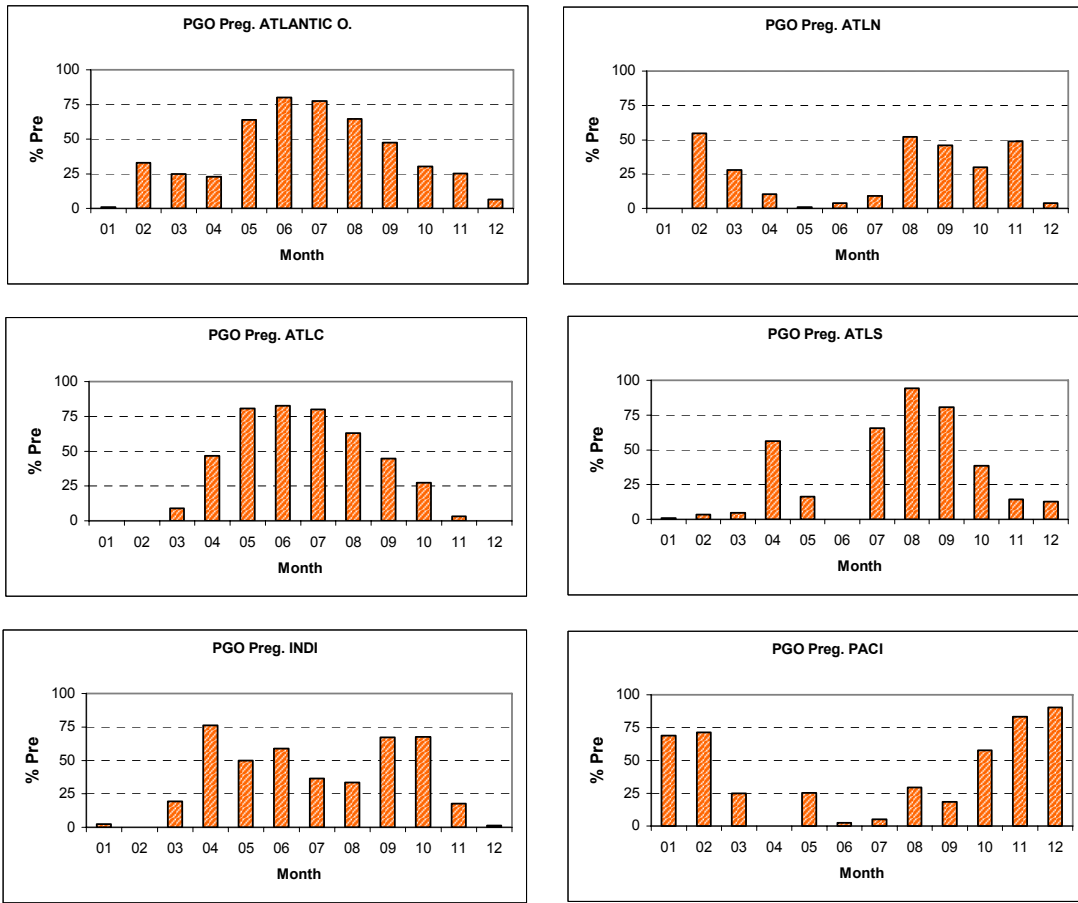 PGO Preg. ATLANTIC O.
100
75
50
25
0
% Pre
01 02 03 04 05 06 07 08 09 10 11 12
Month
PGO Preg. ATLN
100
75
50
25
0
% Pre
01 02 03 04 05 06 07 08 09 10 11 12
Month
PGO Preg. ATLC
100
75
50
25
0
% Pre
01 02 03 04 05 06 07 08 09 10 11 12
Month
PGO Preg. ATLS
100
75
50
25
0
% Pre
01 02 03 04 05 06 07 08 09 10 11 12
Month
PGO Preg. INDI
100
75
50
25
0
% Pre
01 02 03 04 05 06 07 08 09 10 11 12
Month
PGO Preg. PACI
100
75
50
25
0
% Pre
01 02 03 04 05 06 07 08 09 10 11 12
Month